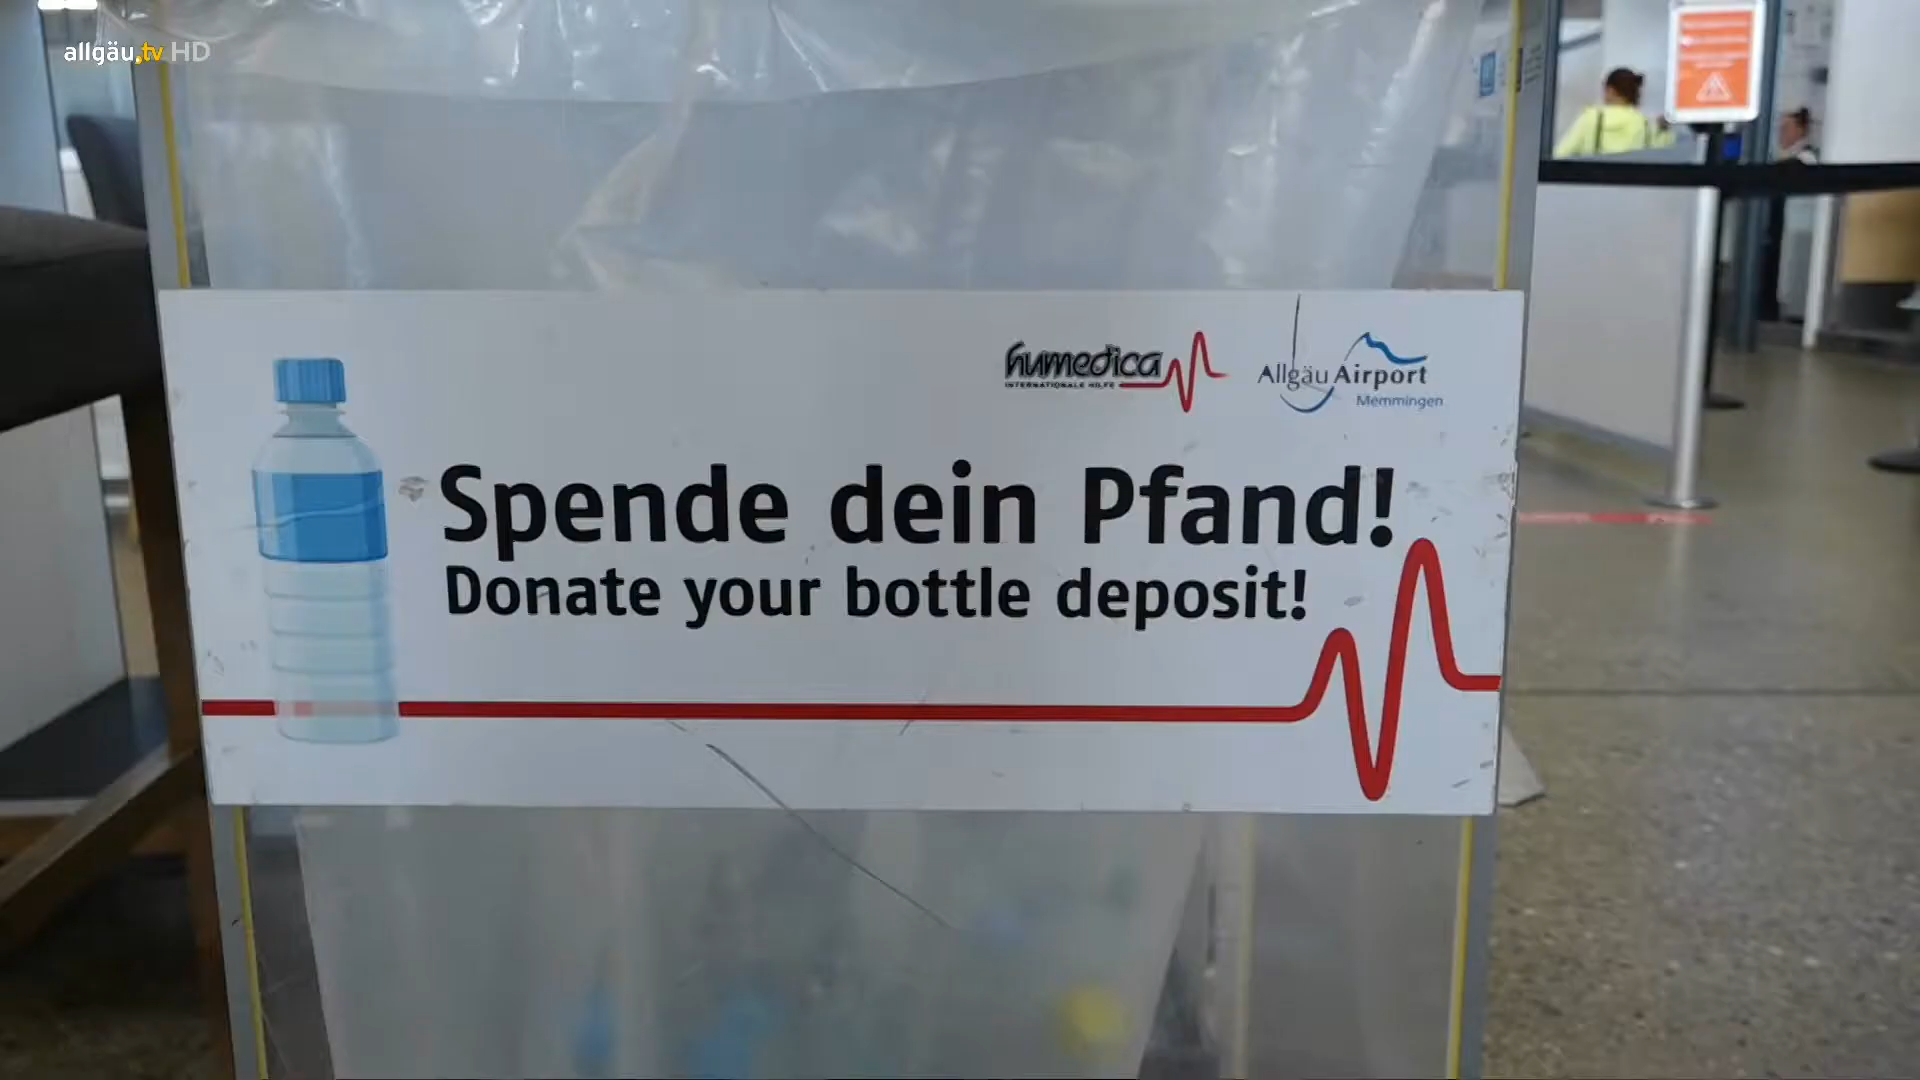 allgäu.tv HD
humedica
INTERNATIONALE HILFE
Allgäu Airport
Memmingen
Spende dein Pfand!
Donate your bottle deposit!